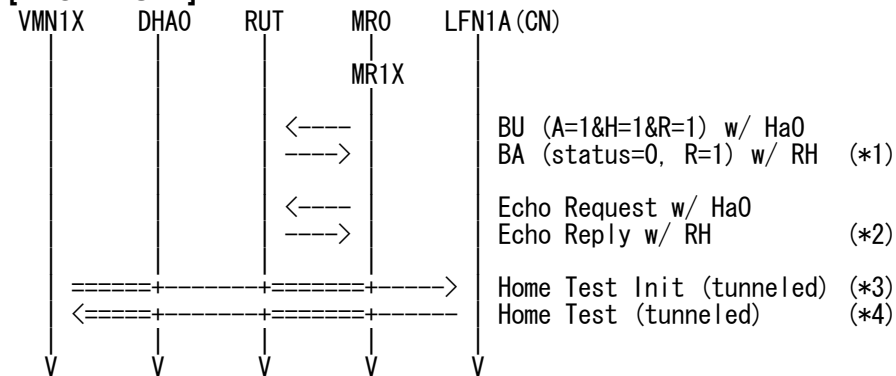 VMN1X DHA0 RUT MR0 LFN1A(CN)
MR1X
<---- BU (A=1&H=1&R=1) w/ HaO
----> BA (status=0, R=1) w/ RH (*1)
<---- Echo Request w/ HaO
----> Echo Reply w/ RH (*2)
======+-------+=======+-----> Home Test Init (tunneled) (*3)
<=====+-------+=======+------ Home Test (tunneled) (*4)
V V V V V